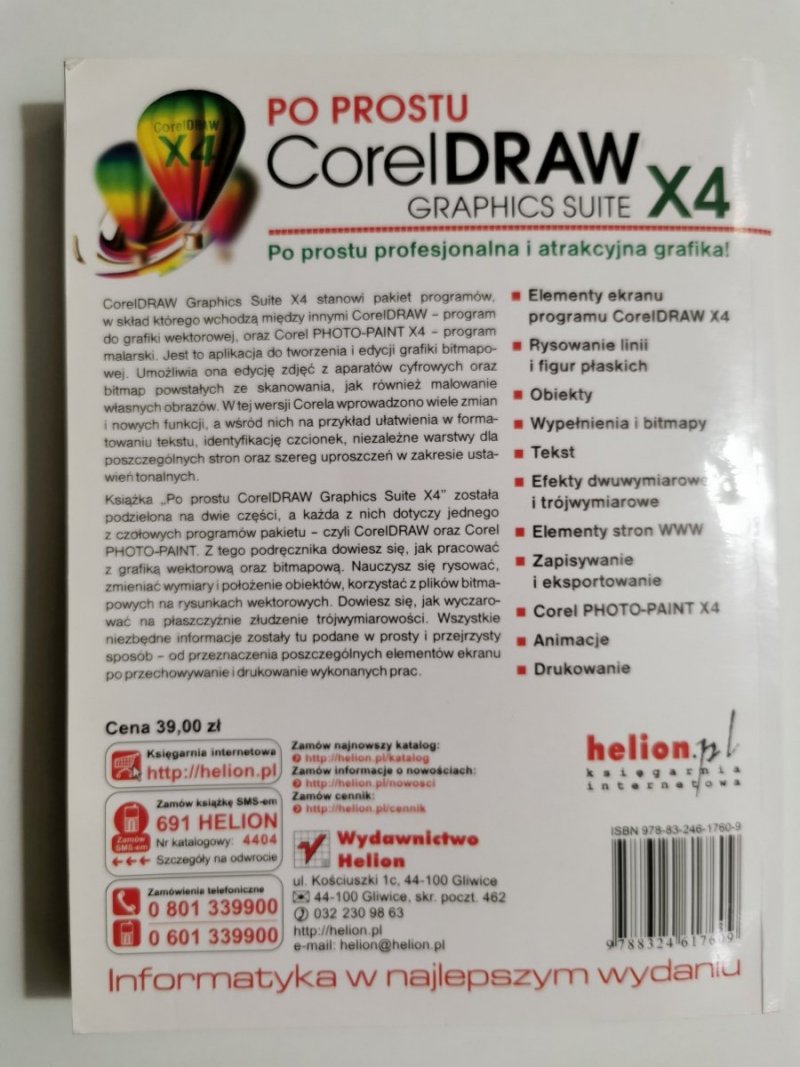 CorelDRAW
X4
PO PROSTU
CorelDRAW
GRAPHICS SUITE X4
Po prostu profesjonalna i atrakcyjna grafika!
CorelDRAW Graphics Suite X4 stanowi pakiet programów,
w skład którego wchodzą między innymi CorelDRAW – program
do grafiki wektorowej, oraz Corel PHOTO-PAINT X4 – program
malarski. Jest to aplikacja do tworzenia i edycji grafiki bitmapo-
wej. Umożliwia ona edycję zdjęć z aparatów cyfrowych oraz
bitmap powstałych ze skanowania, jak również malowanie
własnych obrazów. W tej wersji Corela wprowadzono wiele zmian
i nowych funkcji, a wśród nich na przykład ułatwienia w forma-
towaniu tekstu, identyfikację czcionek, niezależne warstwy dla
poszczególnych stron oraz szereg uproszczeń w zakresie usta-
wień tonalnych.
Książka „Po prostu CorelDRAW Graphics Suite X4” została
podzielona na dwie części, a każda z nich dotyczy jednego
z czołowych programów pakietu – czyli CorelDRAW oraz Corel
PHOTO-PAINT. Z tego podręcznika dowiesz się, jak pracować
z grafiką wektorową oraz bitmapową. Nauczysz się rysować,
zmieniać wymiary i położenie obiektów, korzystać z plików bitma-
powych na rysunkach wektorowych. Dowiesz się, jak wyczaro-
wać na płaszczyźnie złudzenie trójwymiarowości. Wszystkie
niezbędne informacje zostały tu podane w prosty i przejrzysty
sposób – od przeznaczenia poszczególnych elementów ekranu
po przechowywanie i drukowanie wykonanych prac.
Elementy ekranu
programu CorelDRAW X4
Rysowanie linii
i figur płaskich
Obiekty
Wypełnienia i bitmapy
Tekst
Efekty dwuwymiarowe
i trójwymiarowe
Elementy stron WWW
Zapisywanie
i eksportowanie
Corel PHOTO-PAINT X4
Animacje
Drukowanie
Cena 39,00 zł
Księgarnia internetowa
http://helion.pl
Zamów książkę SMS-em
691 HELION
Nr katalogowy: 4404
Zamów
SMS-em
Szczegóły na odwrocie
Zamówienia telefoniczne
0 801 339900
0 601 339900
Zamów najnowszy katalog:
http://helion.pl/katalog
Zamów informacje o nowościach:
http://helion.pl/nowosci
Zamów cennik:
http://helion.pl/cennik
Wydawnictwo
Helion
ul. Kościuszki 1c, 44-100 Gliwice
44-100 Gliwice, skr. poczt. 462
032 230 98 63
http://helion.pl
e-mail: helion@helion.pl
helion.pl
księgarnia
internetowa
ISBN 978-83-246-1760-9
9 788324 617609
Informatyka w najlepszym wydaniu